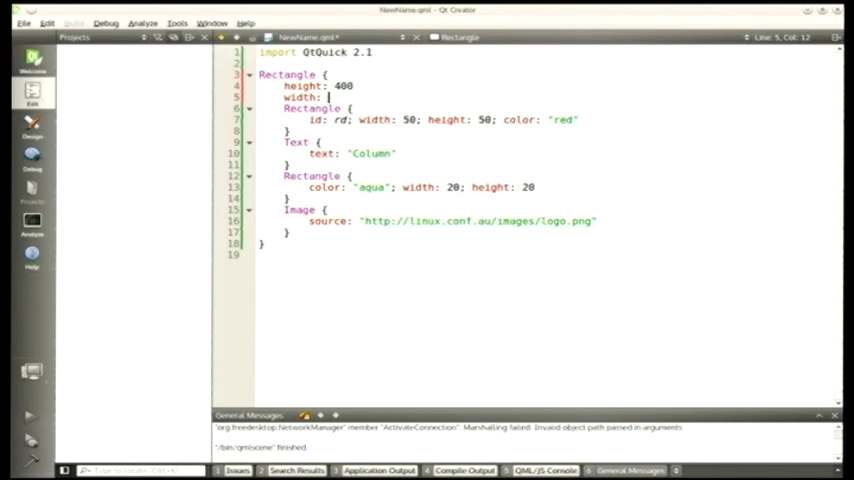 NewName.qml - Qt Creator
File Edit Build Debug Analyze Tools Window Help
Projects NewName.qml* Rectangle Line: 5, Col: 12
Welcome
Edit
Design
Debug
Projects
Analyze
Help
1 import QtQuick 2.1
2
3 Rectangle {
4 height: 400
5 width:
6 Rectangle {
7 id: rd; width: 50; height: 50; color: "red"
8 }
9 Text {
10 text: "Column"
11 }
12 Rectangle {
13 color: "aqua"; width: 20; height: 20
14 }
15 Image {
16 source: "http://linux.conf.au/images/logo.png"
17 }
18 }
19
General Messages
"org.freedesktop.NetworkManager" member "ActivateConnection": Marshalling failed: Invalid object path passed in arguments
"/bin/qmlscene" finished
Type to locate (Ctrl+K) 1 Issues 2 Search Results 3 Application Output 4 Compile Output 5 QML/JS Console 6 General Messages